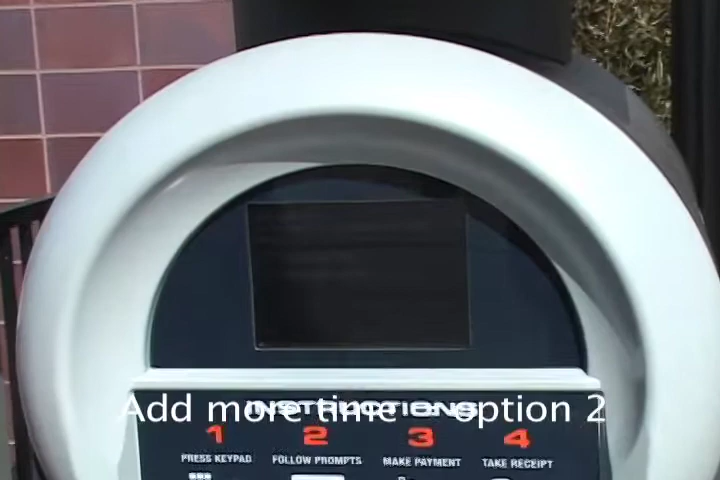 INSTRUCTIONS
Add more time - option 2
1 2 3 4
PRESS KEYPAD FOLLOW PROMPTS MAKE PAYMENT TAKE RECEIPT